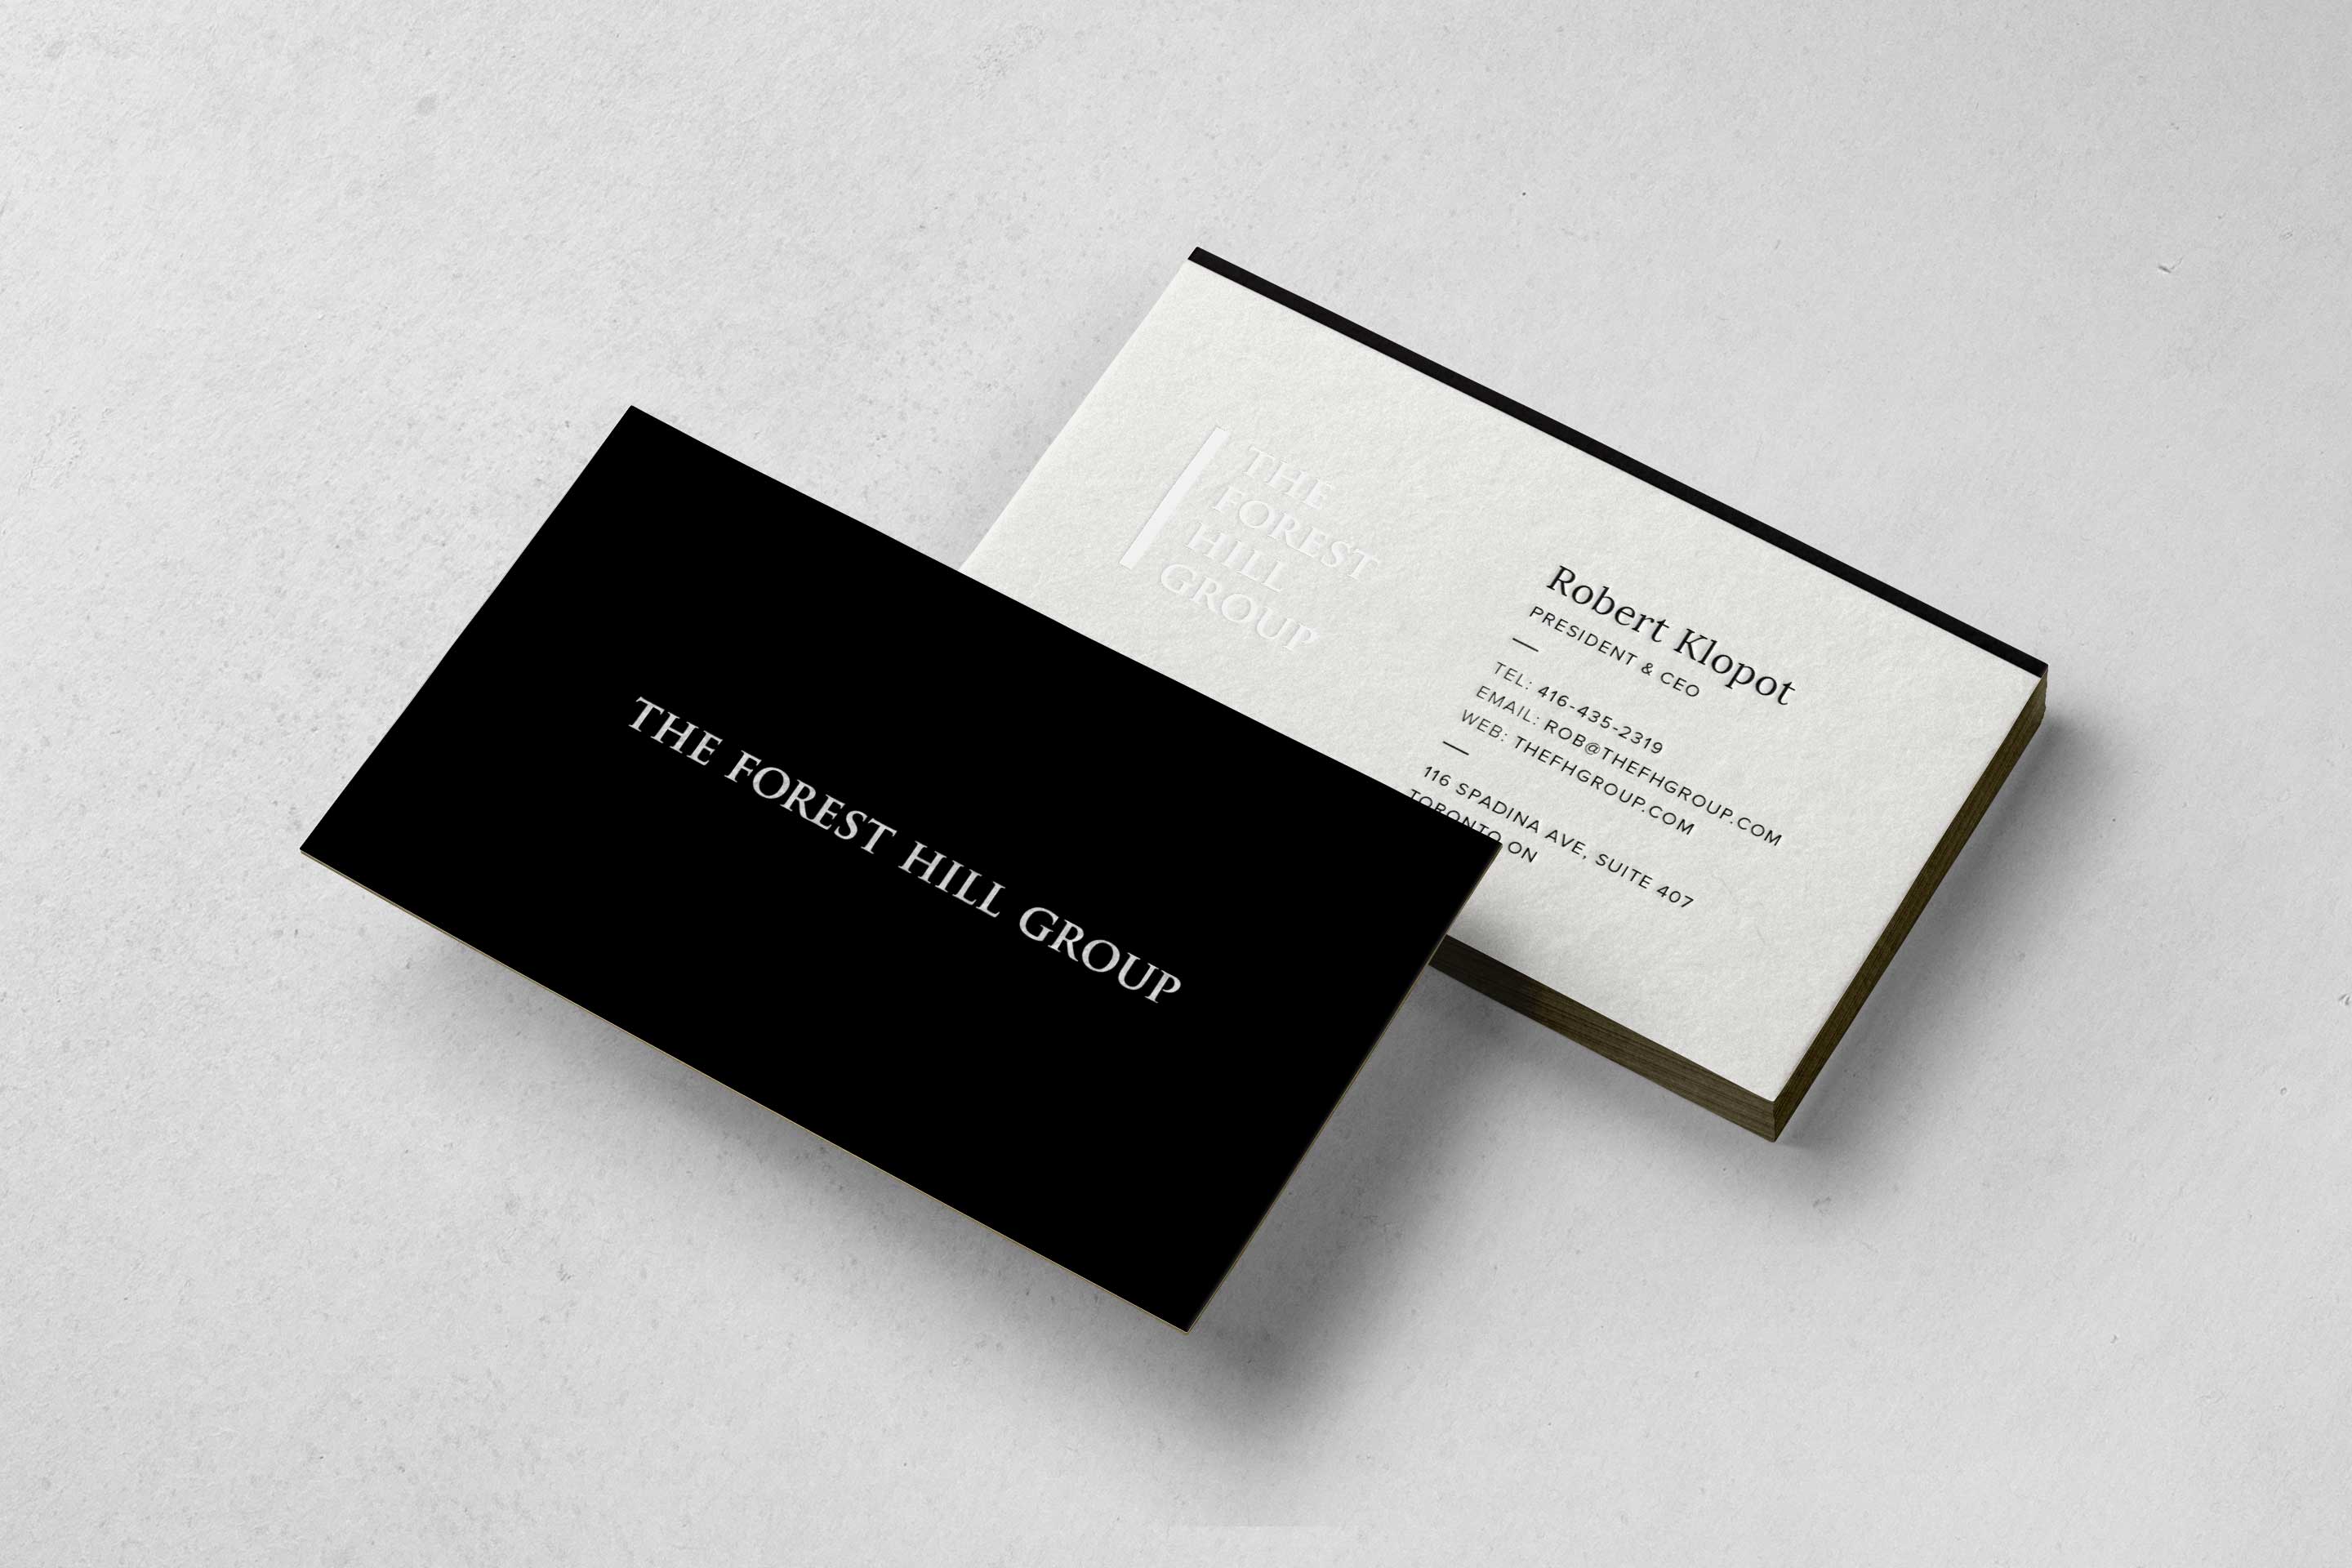 THE FOREST HILL GROUP
THE
FOREST
HILL
GROUP
Robert Klopot
PRESIDENT & CEO
TEL: 416-435-2319
EMAIL: ROB@THEFHGROUP.COM
WEB: THEFHGROUP.COM
116 SPADINA AVE, SUITE 407
TORONTO, ON